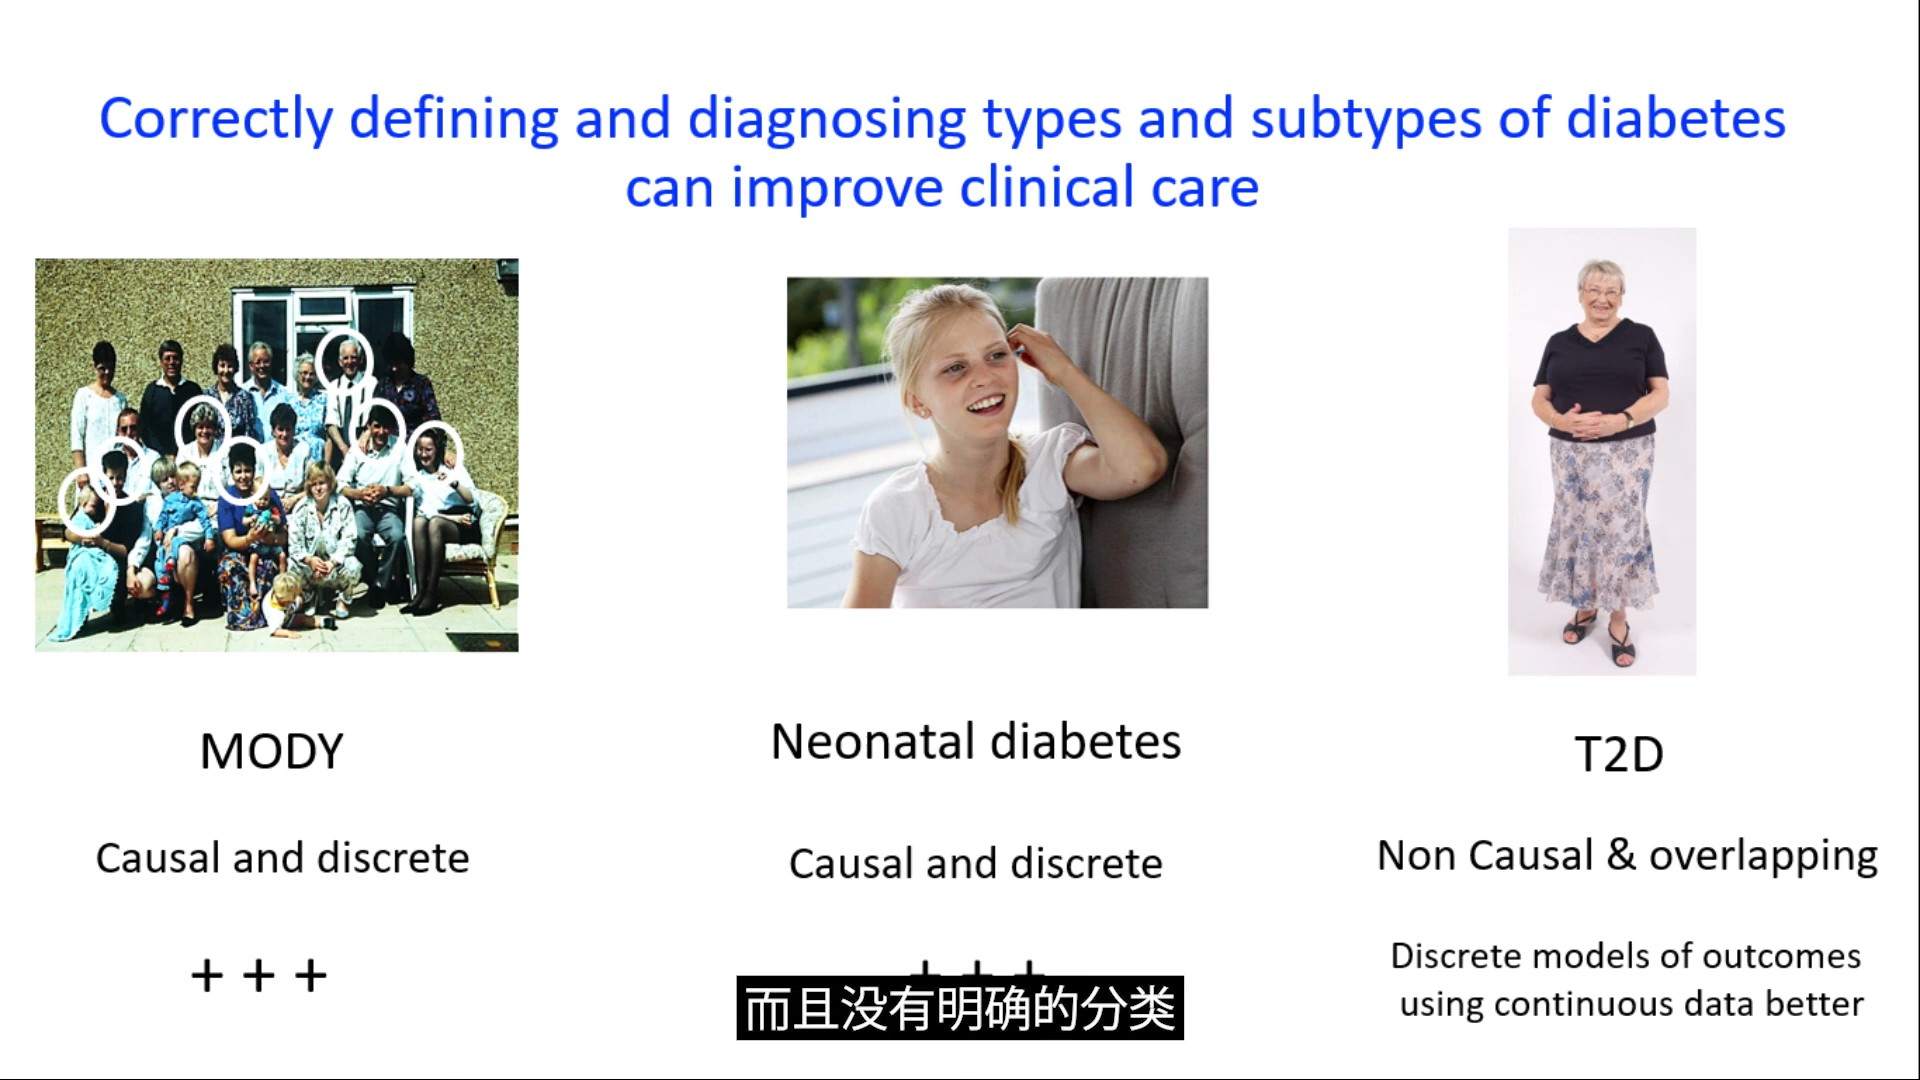 Correctly defining and diagnosing types and subtypes of diabetes
can improve clinical care
MODY
Neonatal diabetes
T2D
Causal and discrete
Causal and discrete
Non Causal & overlapping
+ + +
+ + +
Discrete models of outcomes
using continuous data better
而且没有明确的分类